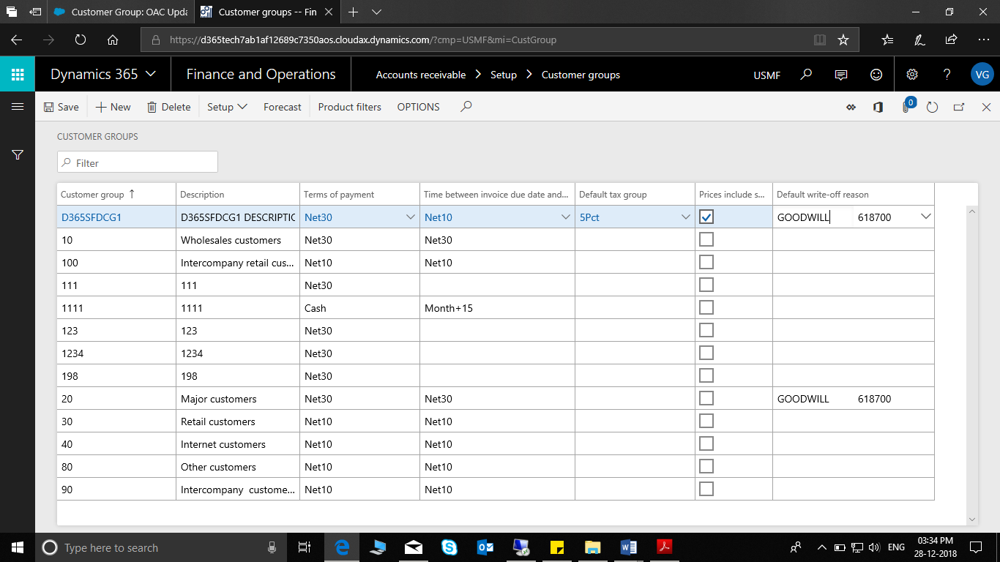 Customer Group: OAC Upda
Customer groups -- Fin
https://d365tech7ab1af12689c7350aos.cloudax.dynamics.com/?cmp=USMF&mi=CustGroup
Dynamics 365 Finance and Operations Accounts receivable Setup Customer groups USMF ? VG
Save New Delete Setup Forecast Product filters OPTIONS 0
CUSTOMER GROUPS
Filter
Customer group Description Terms of payment Time between invoice due date and... Default tax group Prices include s... Default write-off reason
D365SFDCG1 D365SFDCG1 DESCRIPTIC Net30 Net10 5Pct GOODWILL 618700
10 Wholesales customers Net30 Net30
100 Intercompany retail cus... Net10 Net10
111 111 Net30
1111 1111 Cash Month+15
123 123 Net30
1234 1234 Net30
198 198 Net30
20 Major customers Net30 Net30 GOODWILL 618700
30 Retail customers Net10 Net10
40 Internet customers Net10 Net10
80 Other customers Net10 Net10
90 Intercompany custome... Net10 Net10
Type here to search
ENG
03:34 PM
28-12-2018